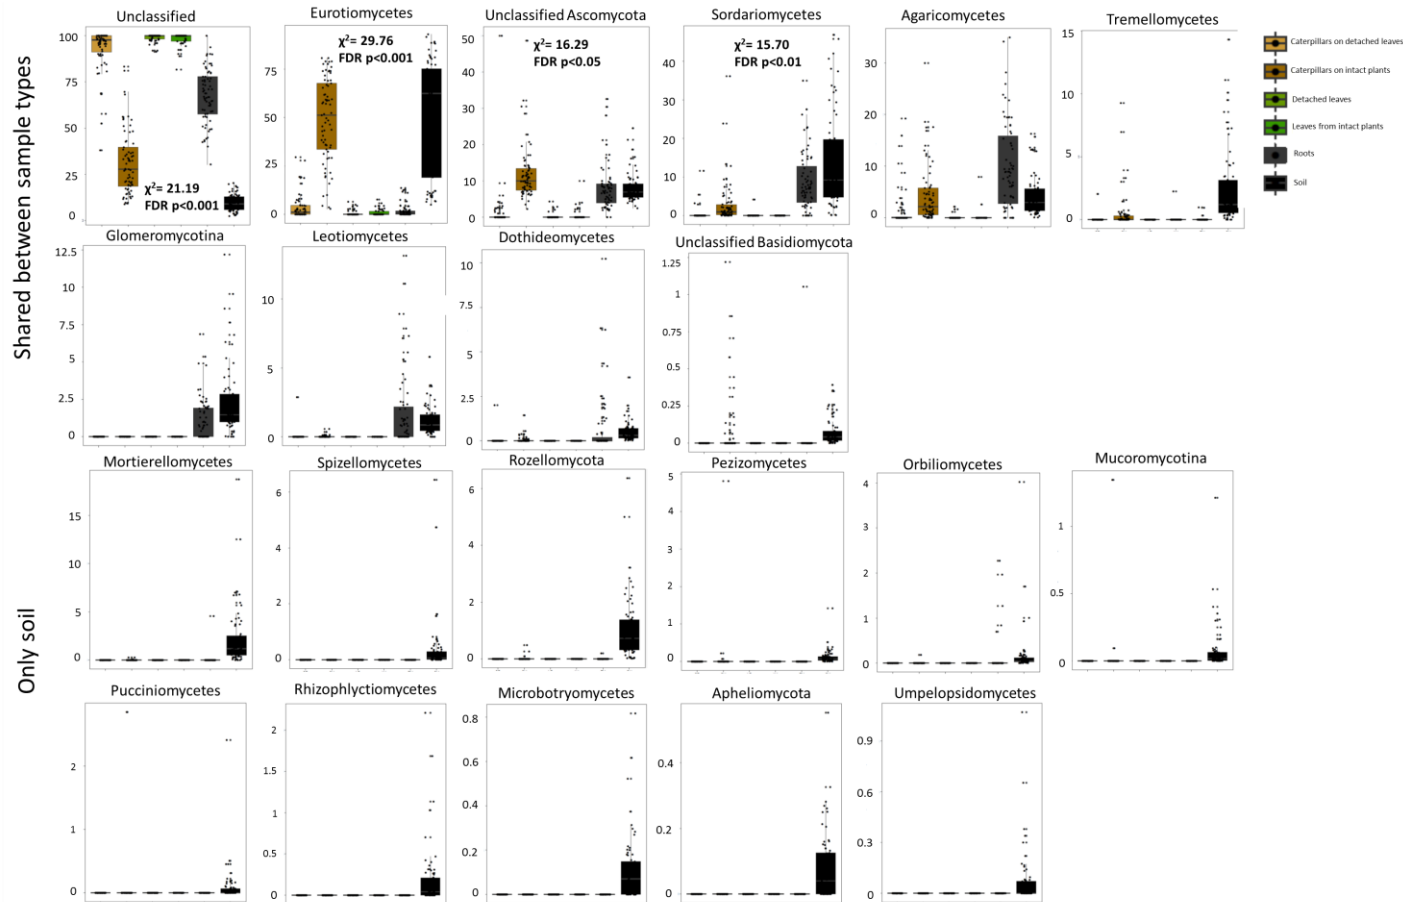 Shared between sample types
Unclassified
100
75
50
25
0
χ²= 21.19
FDR p<0.001
Eurotiomycetes
75
50
25
0
χ²= 29.76
FDR p<0.001
Unclassified Ascomycota
50
40
30
20
10
0
χ²= 16.29
FDR p<0.05
Sordariomycetes
40
30
20
10
0
χ²= 15.70
FDR p<0.01
Agaricomycetes
30
20
10
0
Tremellomycetes
15
10
5
0
Caterpillars on detached leaves
Caterpillars on intact plants
Detached leaves
Leaves from intact plants
Roots
Soil
Glomeromycotina
12.5
10
7.5
5
2.5
0
Leotiomycetes
10
5
0
Dothideomycetes
10
7.5
5
2.5
0
Unclassified Basidiomycota
1.25
1
0.75
0.5
0.25
0
Only soil
Mortierellomycetes
15
10
5
0
Spizellomycetes
6
4
2
0
Rozellomycota
6
4
2
0
Pezizomycetes
5
4
3
2
1
0
Orbiliomycetes
4
3
2
1
0
Mucoromycotina
1
0.5
0
Pucciniomycetes
2
1
0
Rhizophlyctiomycetes
2
1.5
1
0.5
0
Microbotryomycetes
0.8
0.6
0.4
0.2
0
Apheliomycota
0.4
0.2
0
Umpelopsidomycetes
0.9
0.6
0.3
0